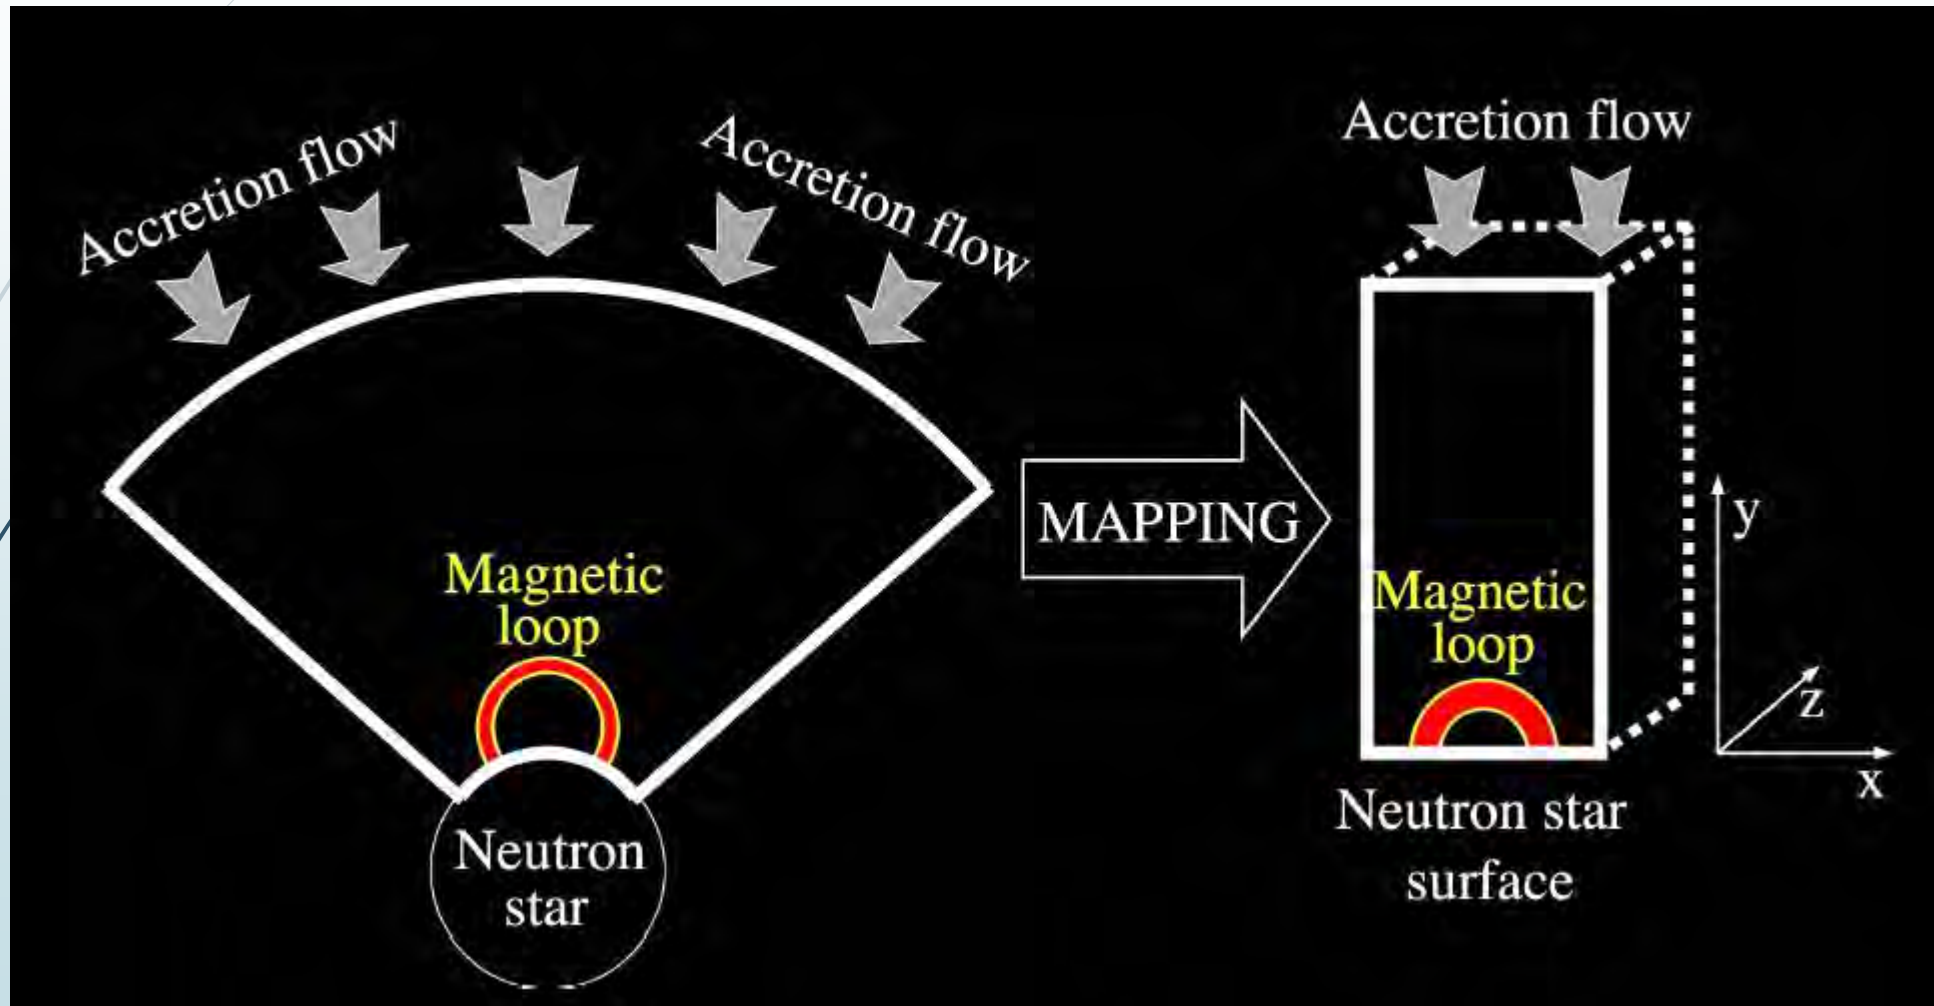 Accretion flow
Accretion flow
Magnetic
loop
Neutron
star
MAPPING
Accretion flow
Magnetic
loop
y
z
x
Neutron star
surface